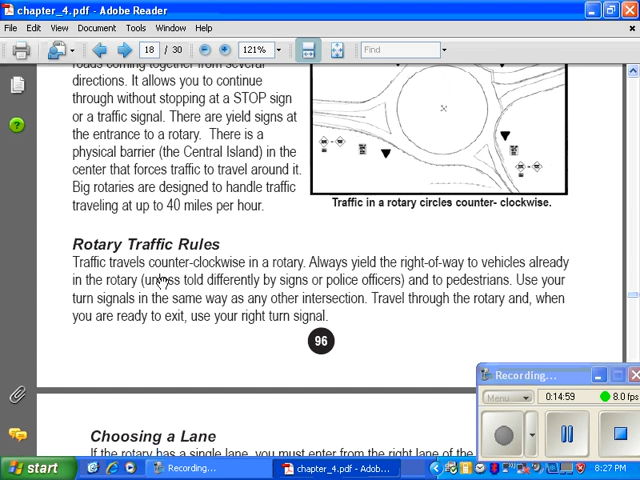 chapter_4.pdf - Adobe Reader
File Edit View Document Tools Window Help
18 / 30 121% Find
roads coming together from several
directions. It allows you to continue
through without stopping at a STOP sign
or a traffic signal. There are yield signs at
the entrance to a rotary. There is a
physical barrier (the Central Island) in the
center that forces traffic to travel around it.
Big rotaries are designed to handle traffic
traveling at up to 40 miles per hour.
Traffic in a rotary circles counter- clockwise.
Rotary Traffic Rules
Traffic travels counter-clockwise in a rotary. Always yield the right-of-way to vehicles already
in the rotary (unless told differently by signs or police officers) and to pedestrians. Use your
turn signals in the same way as any other intersection. Travel through the rotary and, when
you are ready to exit, use your right turn signal.
96
Recording...
Menu 0:14:59 8.0 fps
Choosing a Lane
If the rotary has a single lane, you must enter from the right lane of the
start Recording... chapter_4.pdf - Adob... 8:27 PM